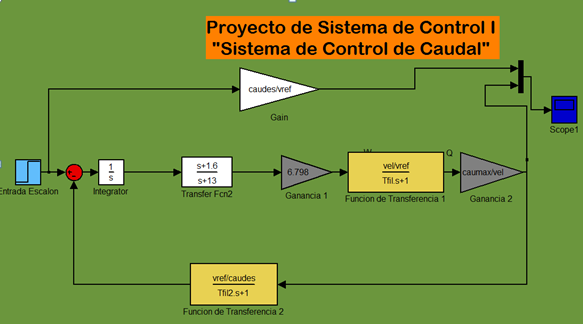 Proyecto de Sistema de Control I
"Sistema de Control de Caudal"
caudes/vref
Gain
Scope1
Entrada Escalon
1
s
Integrator
s+1.6
s+13
Transfer Fcn2
6.798
Ganancia 1
W
vel/vref
Tfil.s+1
Funcion de Transferencia 1
Q
caumax/vel
Ganancia 2
vref/caudes
Tfil2.s+1
Funcion de Transferencia 2